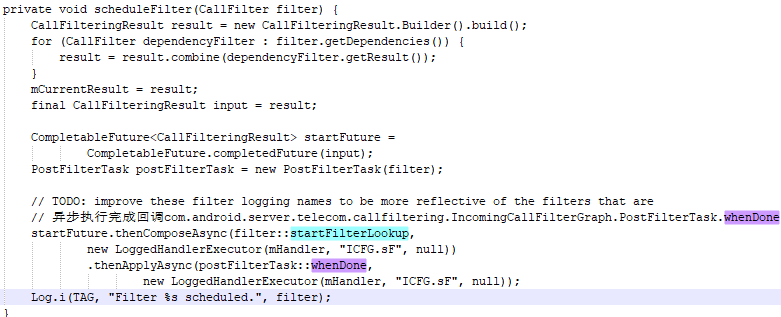 private void scheduleFilter(CallFilter filter) {
CallFilteringResult result = new CallFilteringResult.Builder().build();
for (CallFilter dependencyFilter : filter.getDependencies()) {
result = result.combine(dependencyFilter.getResult());
}
mCurrentResult = result;
final CallFilteringResult input = result;
CompletableFuture<CallFilteringResult> startFuture =
CompletableFuture.completedFuture(input);
PostFilterTask postFilterTask = new PostFilterTask(filter);
// TODO: improve these filter logging names to be more reflective of the filters that are
// 异步执行完成回调com.android.server.telecom.callfiltering.IncomingCallFilterGraph.PostFilterTask.whenDone
startFuture.thenComposeAsync(filter::startFilterLookup,
new LoggedHandlerExecutor(mHandler, "ICFG.sF", null))
.thenApplyAsync(postFilterTask::whenDone,
new LoggedHandlerExecutor(mHandler, "ICFG.sF", null));
Log.i(TAG, "Filter %s scheduled.", filter);
}